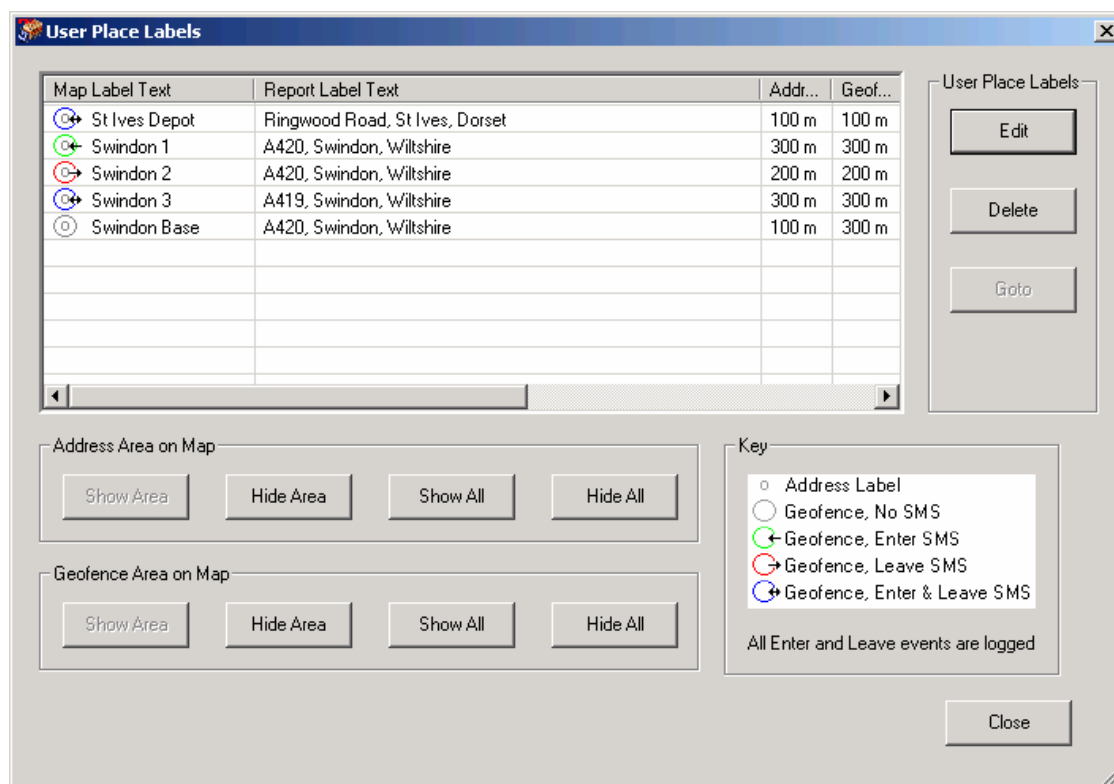 User Place Labels
Map Label Text Report Label Text Addr... Geof...
St Ives Depot Ringwood Road, St Ives, Dorset 100 m 100 m
Swindon 1 A420, Swindon, Wiltshire 300 m 300 m
Swindon 2 A420, Swindon, Wiltshire 200 m 200 m
Swindon 3 A419, Swindon, Wiltshire 300 m 300 m
Swindon Base A420, Swindon, Wiltshire 100 m 300 m
User Place Labels
Edit
Delete
Goto
Address Area on Map
Show Area Hide Area Show All Hide All
Geofence Area on Map
Show Area Hide Area Show All Hide All
Key
Address Label
Geofence, No SMS
Geofence, Enter SMS
Geofence, Leave SMS
Geofence, Enter & Leave SMS
All Enter and Leave events are logged
Close